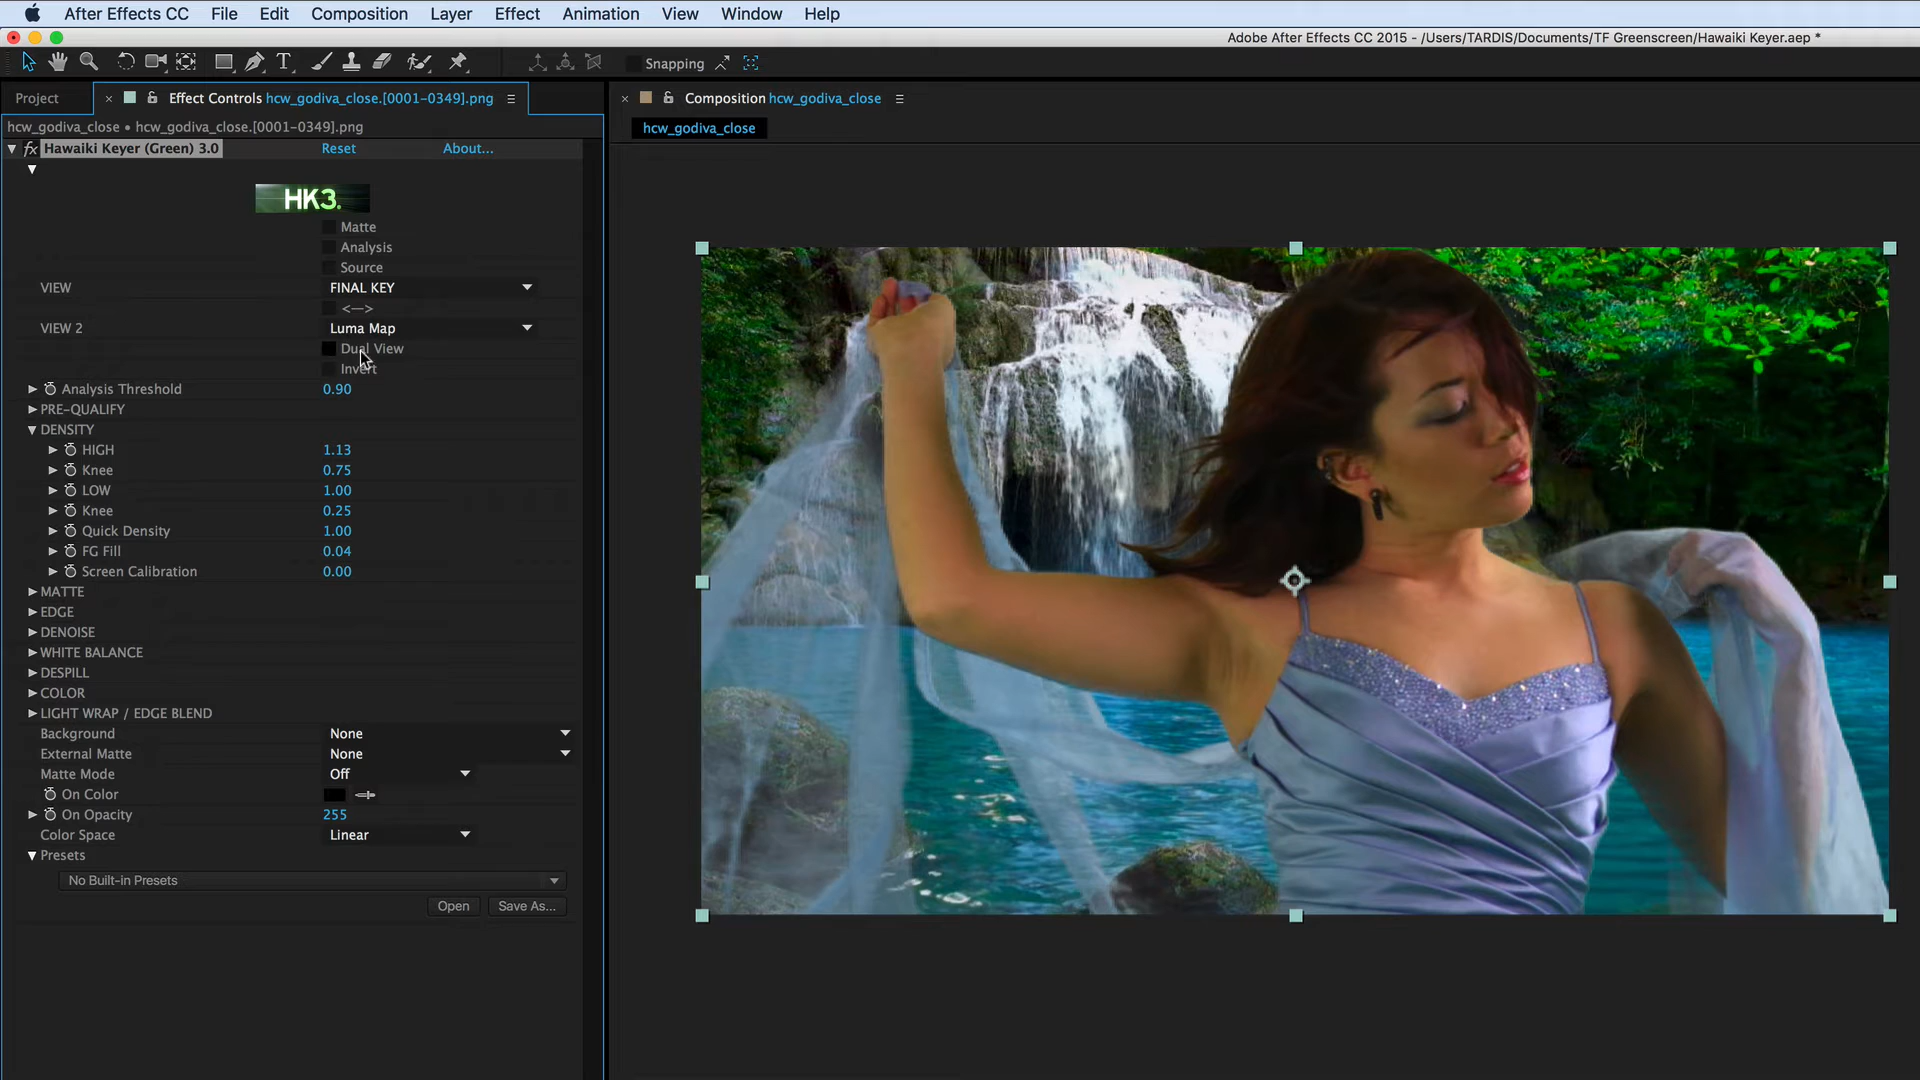 After Effects CC File Edit Composition Layer Effect Animation View Window Help
Adobe After Effects CC 2015 - /Users/TARDIS/Documents/TF Greenscreen/Hawaiki Keyer.aep *
Snapping
Project × Effect Controls hcw_godiva_close.[0001-0349].png
× Composition hcw_godiva_close
hcw_godiva_close • hcw_godiva_close.[0001-0349].png
hcw_godiva_close
fx Hawaiki Keyer (Green) 3.0 Reset About...
HK3.
Matte
Analysis
Source
VIEW FINAL KEY
<-->
VIEW 2 Luma Map
Dual View
Invert
Analysis Threshold 0.90
PRE-QUALIFY
DENSITY
HIGH 1.13
Knee 0.75
LOW 1.00
Knee 0.25
Quick Density 1.00
FG Fill 0.04
Screen Calibration 0.00
MATTE
EDGE
DENOISE
WHITE BALANCE
DESPILL
COLOR
LIGHT WRAP / EDGE BLEND
Background None
External Matte None
Matte Mode Off
On Color
On Opacity 255
Color Space Linear
Presets
No Built-in Presets
Open Save As...